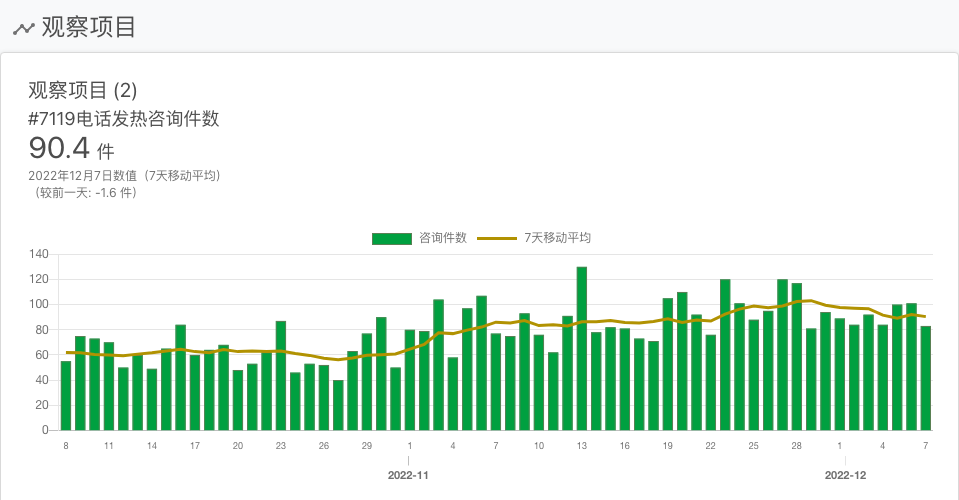 观察项目
观察项目 (2)
#7119电话发热咨询件数
90.4 件
2022年12月7日数值（7天移动平均）
（较前一天: -1.6 件）
咨询件数 7天移动平均
140
120
100
80
60
40
20
0
8 11 14 17 20 23 26 29 1 4 7 10 13 16 19 22 25 28 1 4 7
2022-11 2022-12